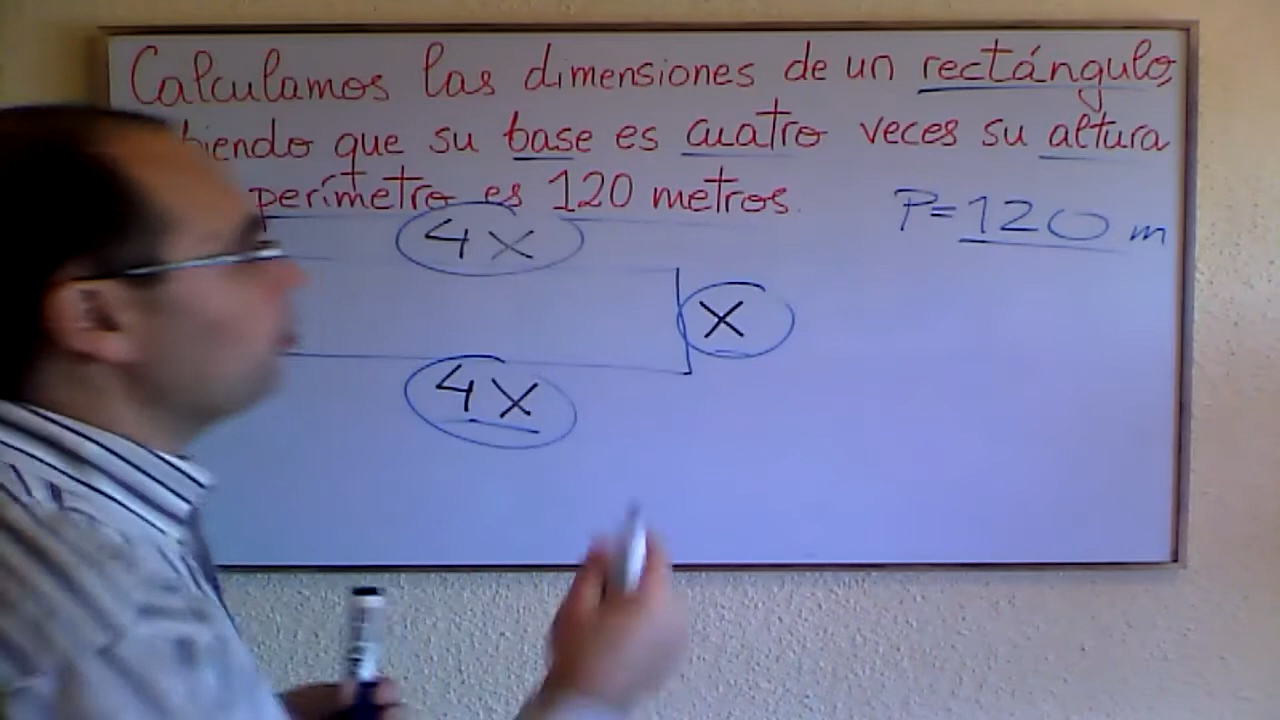 Calculamos las dimensiones de un rectángulo,
biendo que su base es cuatro veces su altura
perímetro es 120 metros.
P=120 m
4x
x
4x